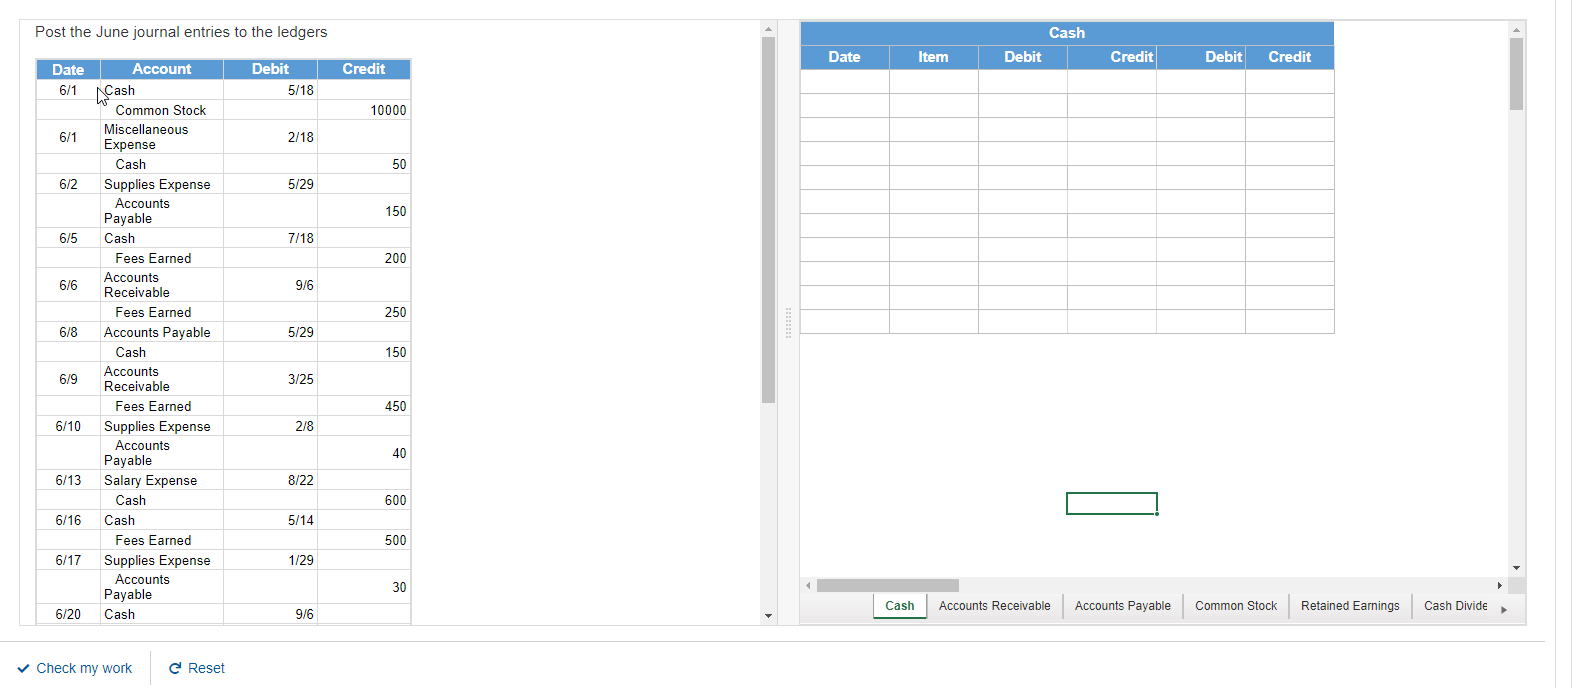 Post the June journal entries to the ledgers
Date Account Debit Credit
6/1 Cash 5/18
Common Stock 10000
6/1 Miscellaneous Expense 2/18
Cash 50
6/2 Supplies Expense 5/29
Accounts Payable 150
6/5 Cash 7/18
Fees Earned 200
6/6 Accounts Receivable 9/6
Fees Earned 250
6/8 Accounts Payable 5/29
Cash 150
6/9 Accounts Receivable 3/25
Fees Earned 450
6/10 Supplies Expense 2/8
Accounts Payable 40
6/13 Salary Expense 8/22
Cash 600
6/16 Cash 5/14
Fees Earned 500
6/17 Supplies Expense 1/29
Accounts Payable 30
6/20 Cash 9/6
Cash
Date Item Debit Credit Debit Credit
Cash Accounts Receivable Accounts Payable Common Stock Retained Earnings Cash Divide
Check my work Reset